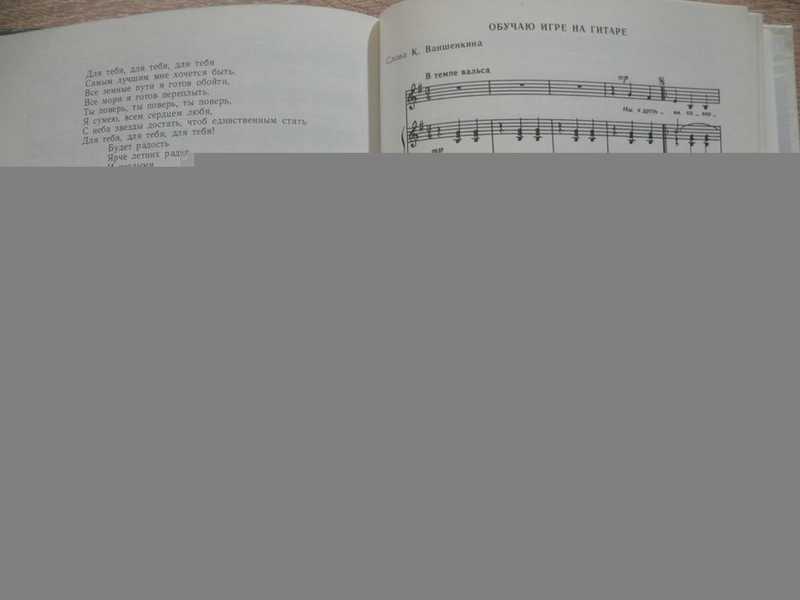 Для тебя, для тебя, для тебя
Самым лучшим мне хочется быть.
Все земные пути я готов обойти,
Все моря я готов переплыть.
Ты поверь, ты поверь, ты поверь,
Я сумею, всем сердцем любя,
С неба звезды достать, чтоб единственным стать
Для тебя, для тебя, для тебя!
Будет радость
Ярче летних радуг
ОБУЧАЮ ИГРЕ НА ГИТАРЕ
Слова К. Ваншенкина
В темпе вальса
mp